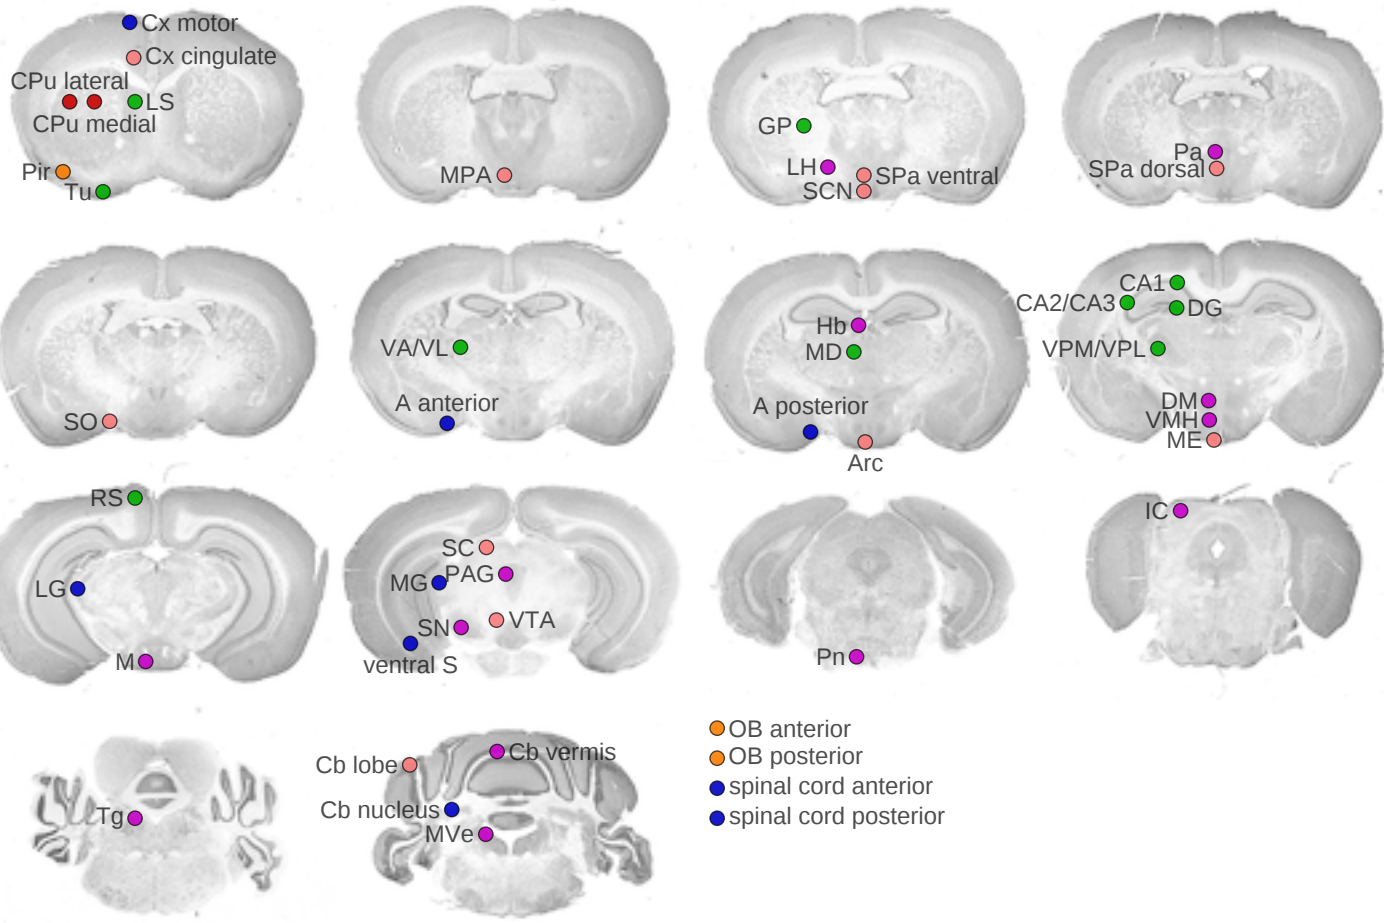 Cx motor
Cx cingulate
CPu lateral
LS
CPu medial
Pir
Tu
MPA
GP
LH
SPa ventral
SCN
Pa
SPa dorsal
SO
VA/VL
A anterior
Hb
MD
A posterior
Arc
CA1
CA2/CA3
DG
VPM/VPL
DM
VMH
ME
RS
LG
M
SC
MG
PAG
SN
VTA
ventral S
Pn
IC
Tg
Cb lobe
Cb vermis
Cb nucleus
MVe
OB anterior
OB posterior
spinal cord anterior
spinal cord posterior